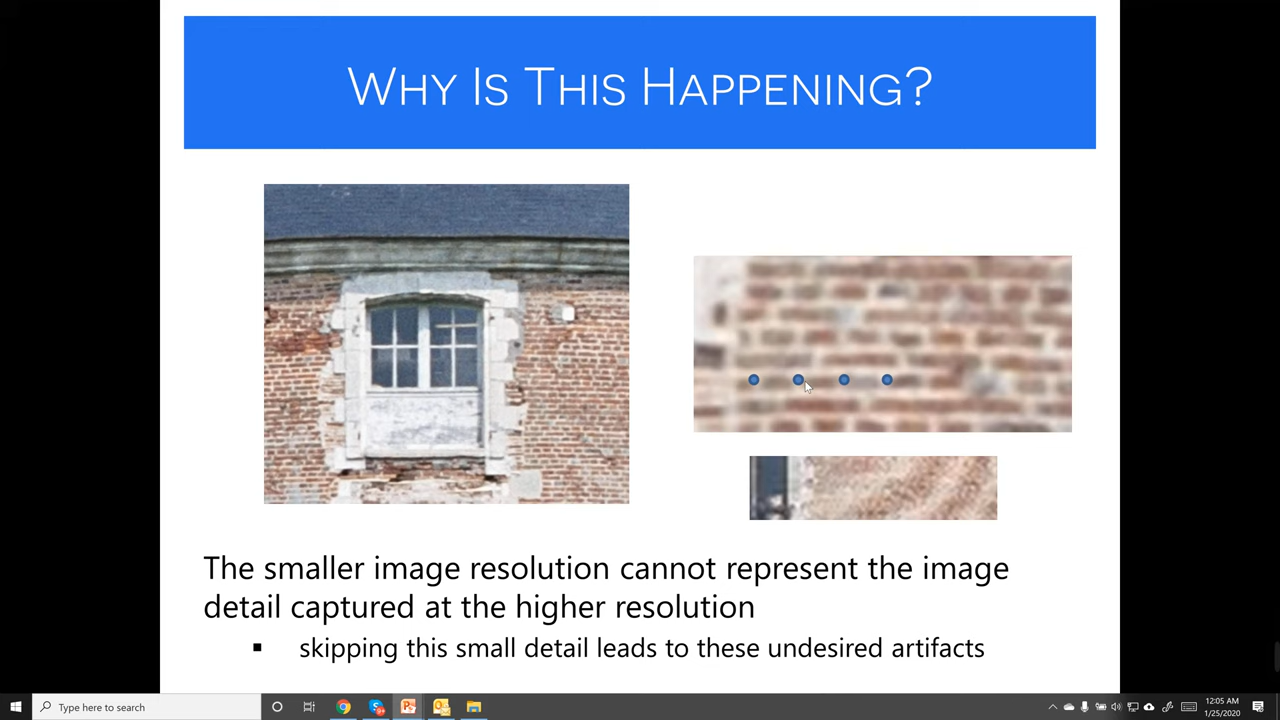 Why Is This Happening?
The smaller image resolution cannot represent the image
detail captured at the higher resolution
▪ skipping this small detail leads to these undesired artifacts
Type here to search
12:05 AM
1/25/2020